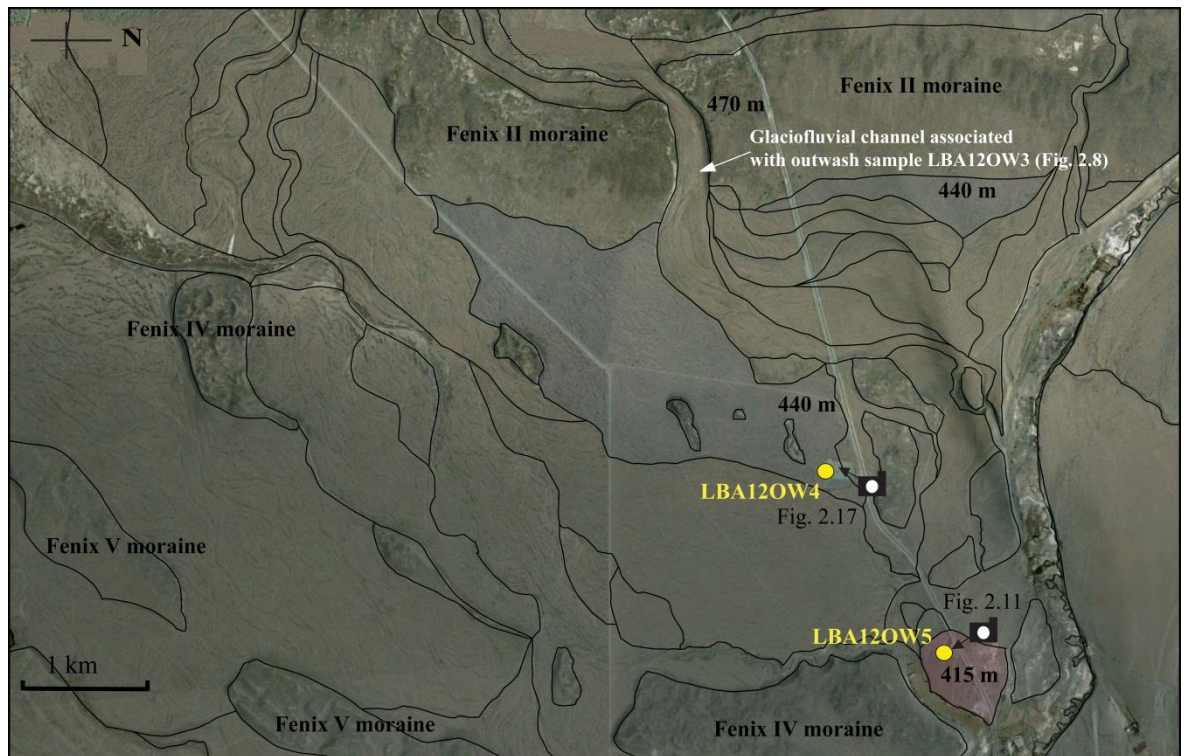 N
Fenix II moraine
470 m
Fenix II moraine
Glaciofluvial channel associated
with outwash sample LBA12OW3 (Fig. 2.8)
440 m
Fenix IV moraine
440 m
LBA12OW4
Fig. 2.17
Fenix V moraine
Fig. 2.11
LBA12OW5
1 km
415 m
Fenix V moraine
Fenix IV moraine